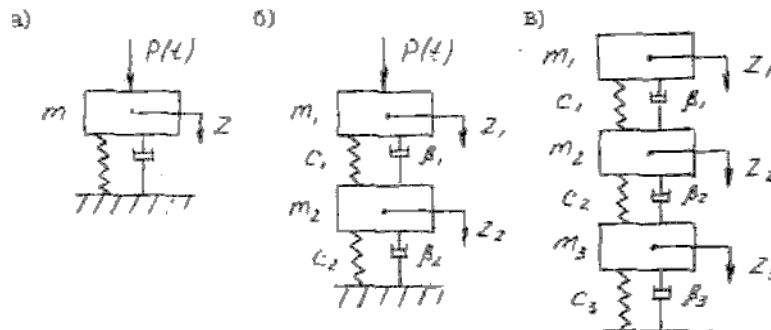 а) б) в)
P(t) P(t)
m z
m₁ z₁
c₁ β₁
m₂ z₂
c₂ β₂
m₁ z₁
c₁ β₁
m₂ z₂
c₂ β₂
m₃ z₃
c₃ β₃